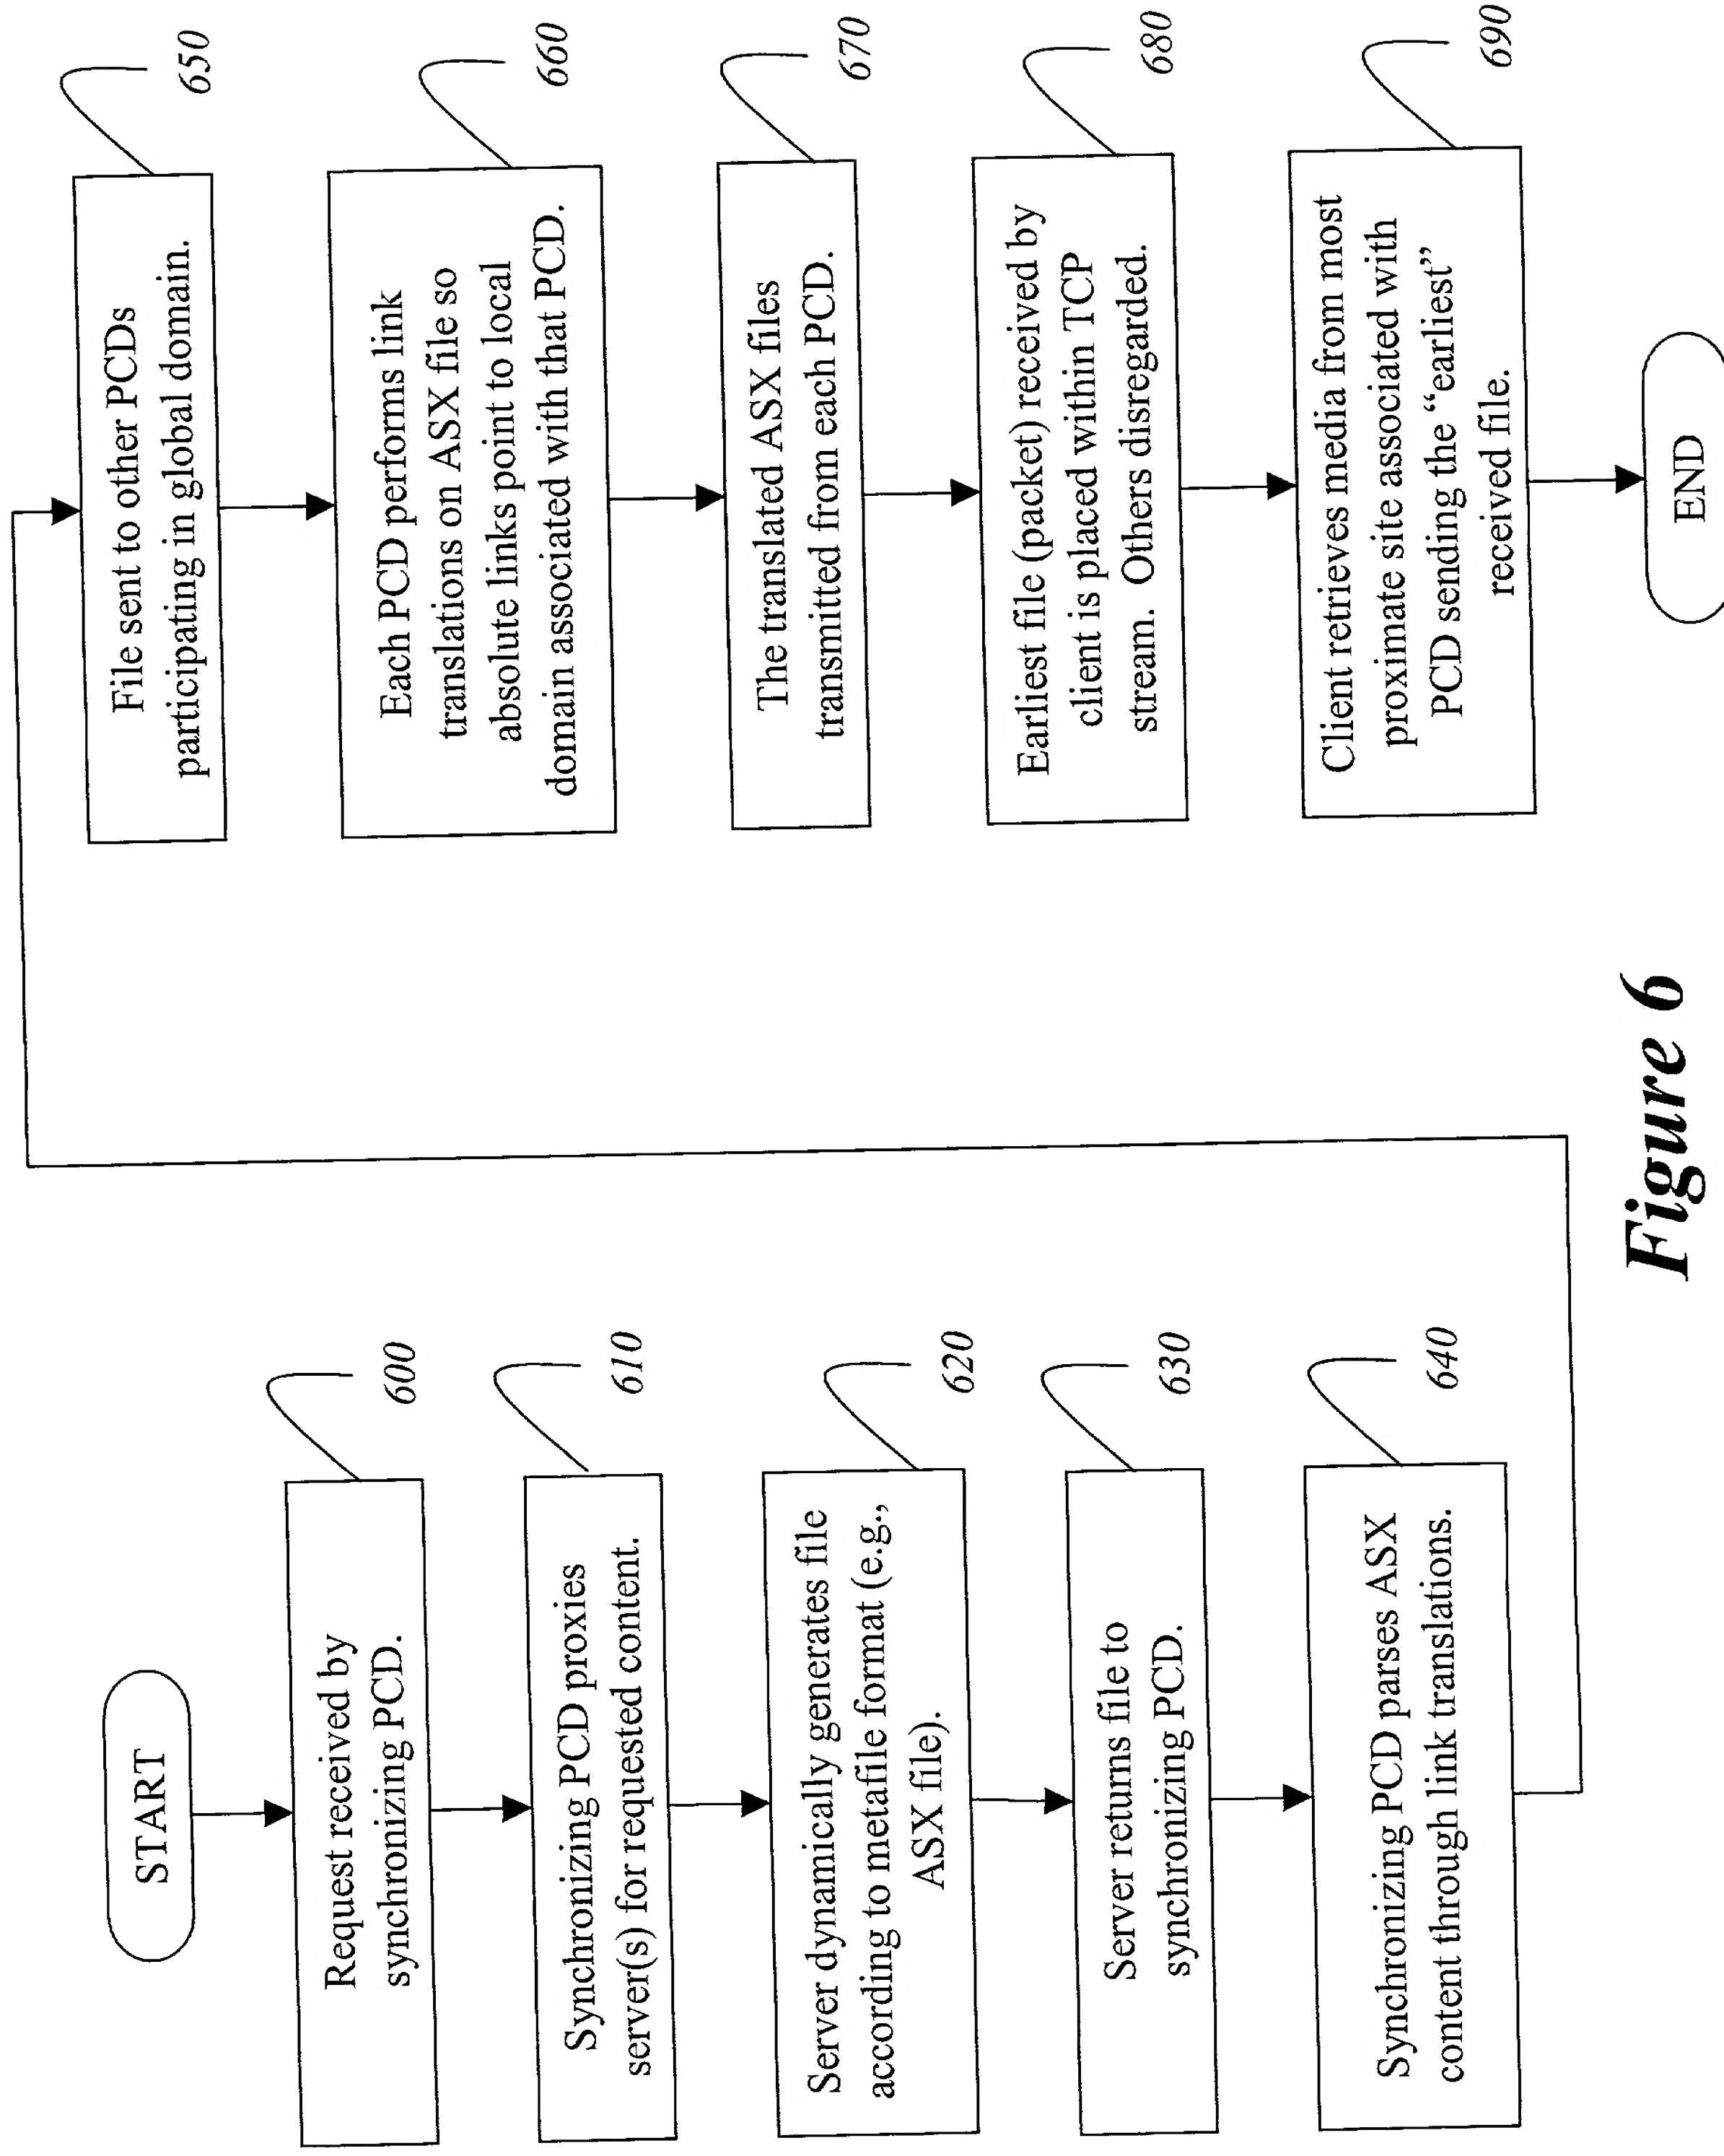 START
Request received by
synchronizing PCD.
600
Synchronizing PCD proxies
server(s) for requested content.
610
Server dynamically generates file
according to metafile format (e.g.,
ASX file).
620
Server returns file to
synchronizing PCD.
630
Synchronizing PCD parses ASX
content through link translations.
640
File sent to other PCDs
participating in global domain.
650
Each PCD performs link
translations on ASX file so
absolute links point to local
domain associated with that PCD.
660
The translated ASX files
transmitted from each PCD.
670
Earliest file (packet) received by
client is placed within TCP
stream. Others disregarded.
680
Client retrieves media from most
proximate site associated with
PCD sending the “earliest”
received file.
690
END
Figure 6